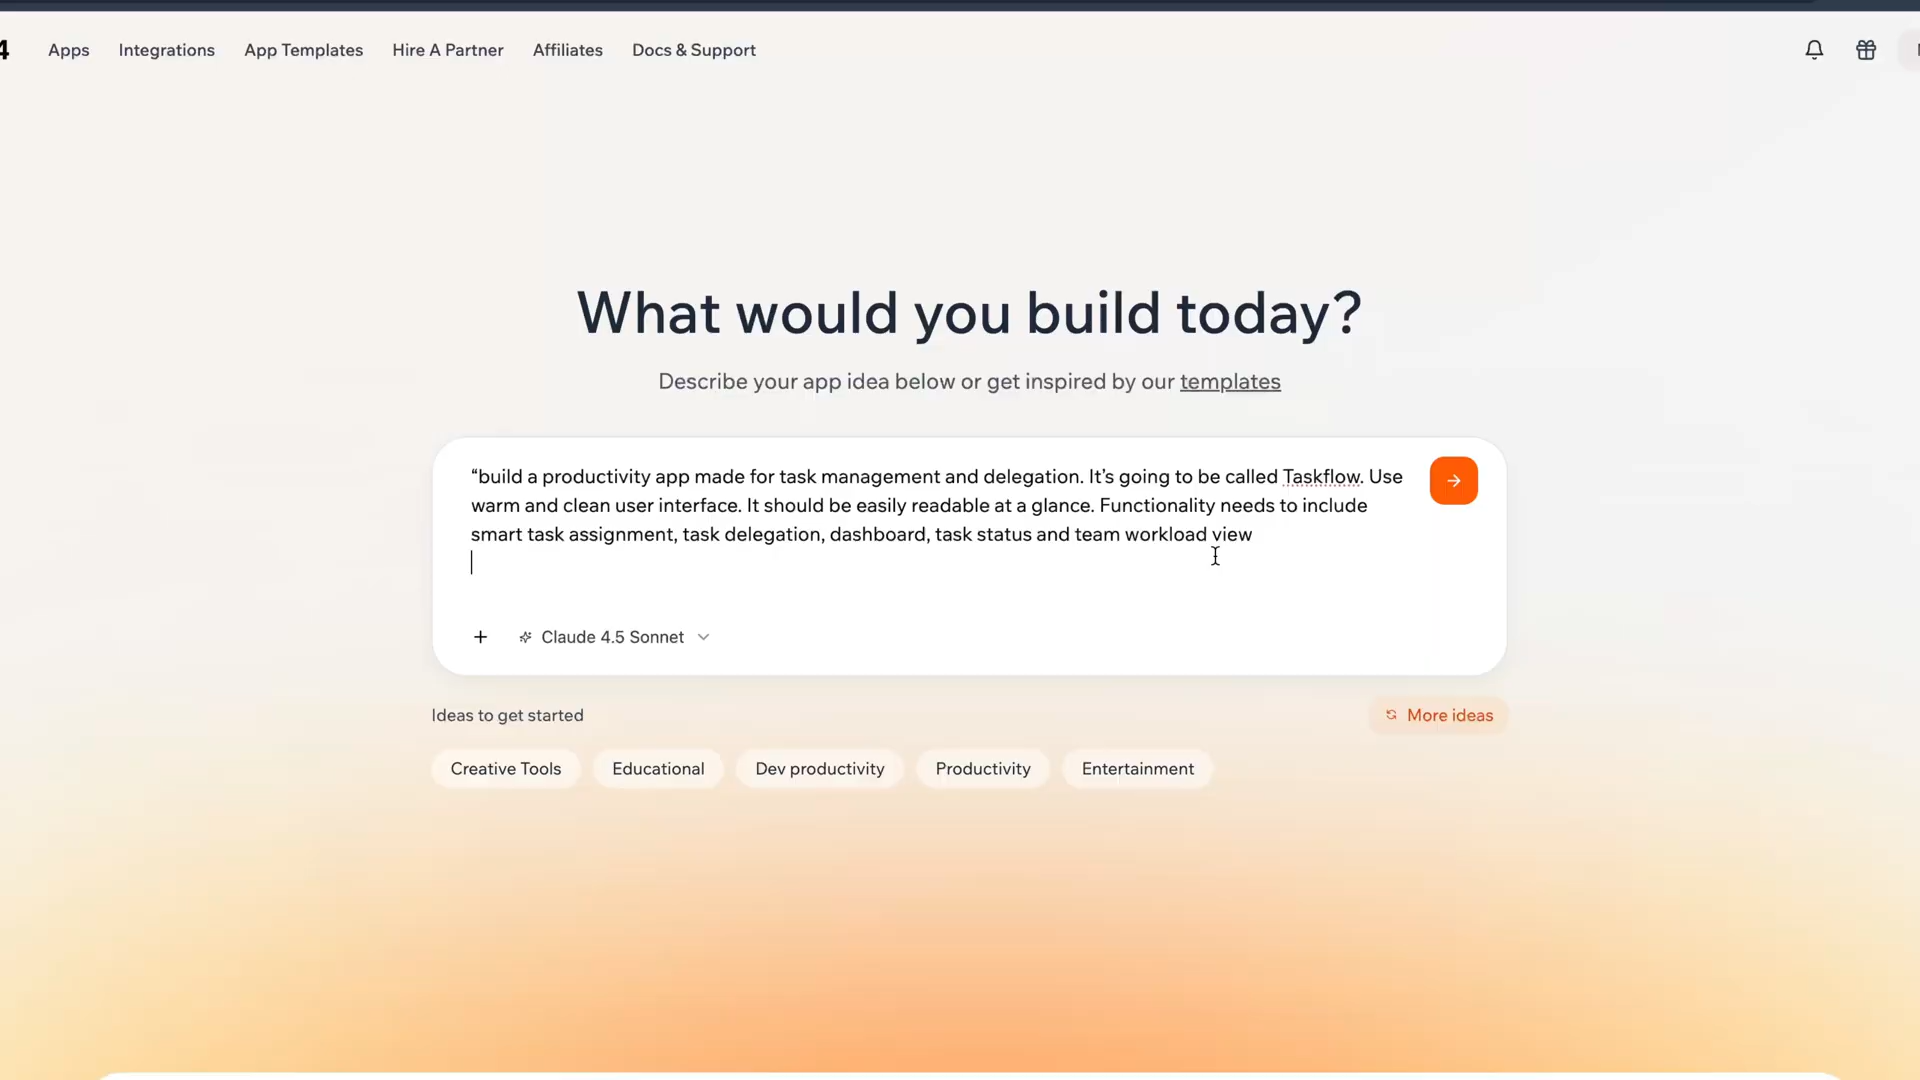 4
Apps
Integrations
App Templates
Hire A Partner
Affiliates
Docs & Support
What would you build today?
Describe your app idea below or get inspired by our templates
“build a productivity app made for task management and delegation. It’s going to be called Taskflow. Use
warm and clean user interface. It should be easily readable at a glance. Functionality needs to include
smart task assignment, task delegation, dashboard, task status and team workload view
Claude 4.5 Sonnet
Ideas to get started
More ideas
Creative Tools
Educational
Dev productivity
Productivity
Entertainment